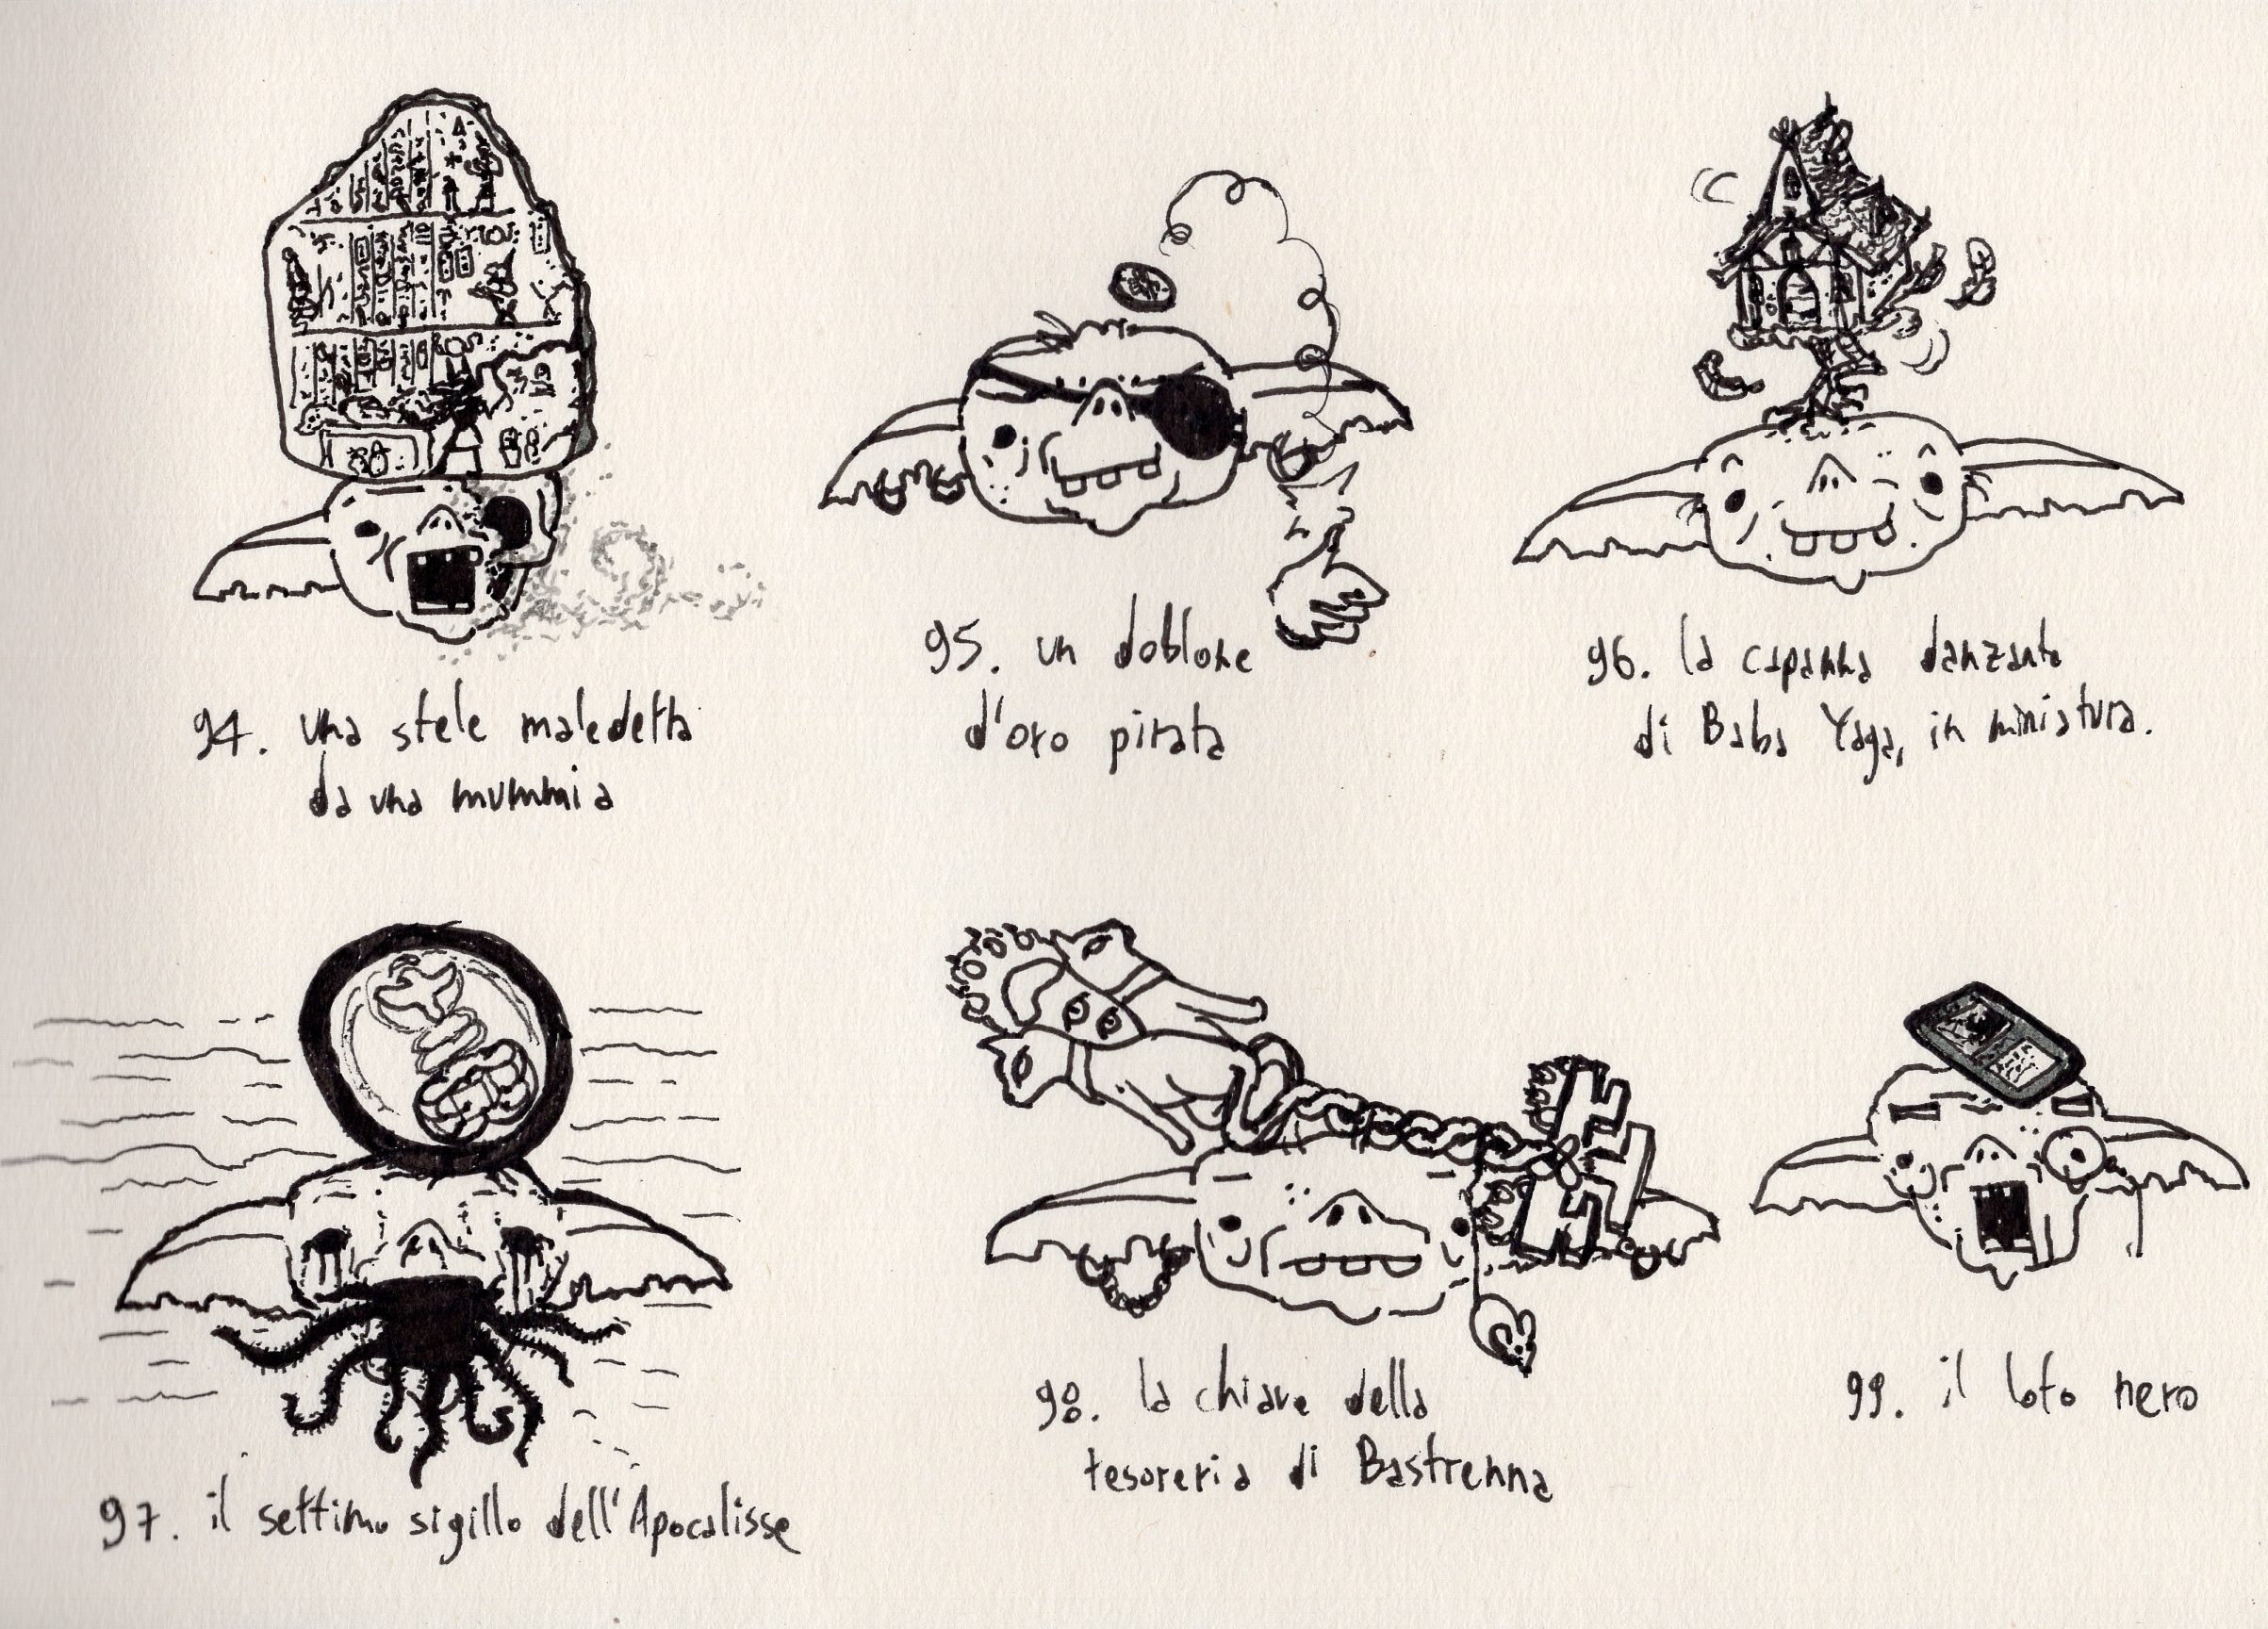 94. una stele maledetta
da una mummia
95. un doblone
d'oro pirata
96. la capanna danzante
di Baba Yaga, in miniatura.
97. il settimo sigillo dell'Apocalisse
98. la chiave della
tesoreria di Bastrenna
99. il loto nero